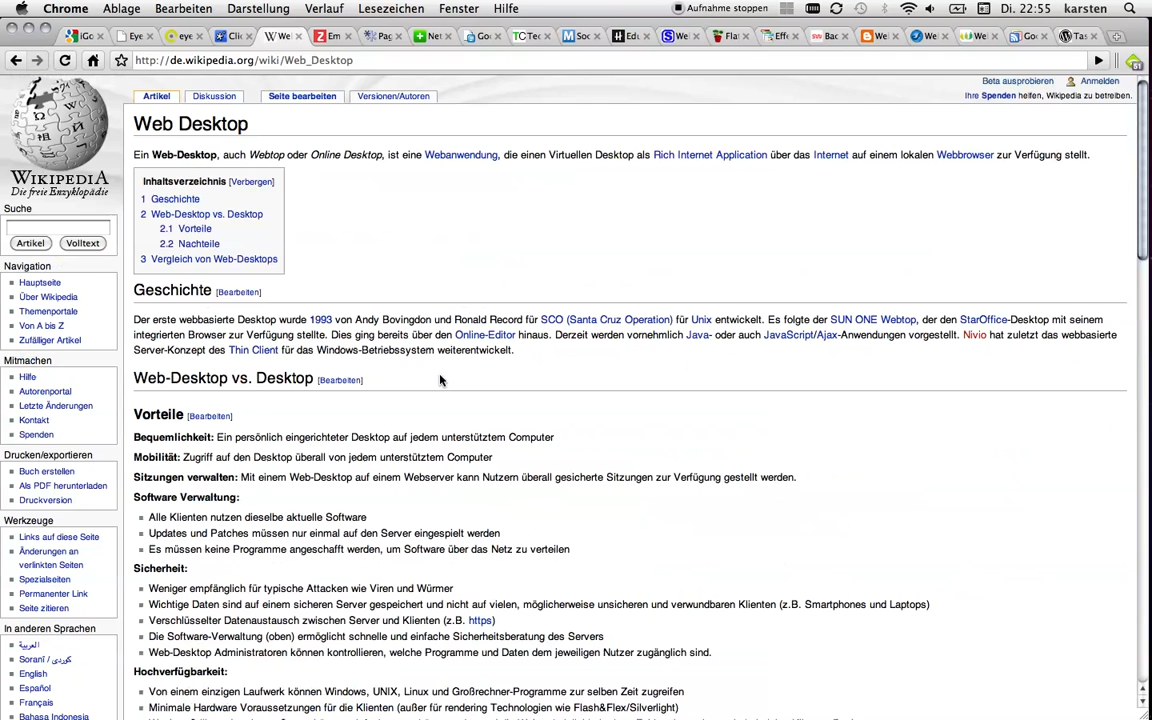 Chrome Ablage Bearbeiten Darstellung Verlauf Lesezeichen Fenster Hilfe Aufnahme stoppen Di. 22:55 karsten
http://de.wikipedia.org/wiki/Web_Desktop
Beta ausprobieren Anmelden
Artikel Diskussion Seite bearbeiten Versionen/Autoren
Ihre Spenden helfen, Wikipedia zu betreiben.
WIKIPEDIA
Die freie Enzyklopädie
Suche
Artikel Volltext
Navigation
Hauptseite
Über Wikipedia
Themenportale
Von A bis Z
Zufälliger Artikel
Mitmachen
Hilfe
Autorenportal
Letzte Änderungen
Kontakt
Spenden
Drucken/exportieren
Buch erstellen
Als PDF herunterladen
Druckversion
Werkzeuge
Links auf diese Seite
Änderungen an
verlinkten Seiten
Spezialseiten
Permanenter Link
Seite zitieren
In anderen Sprachen
العربية
Soranî / کوردی
English
Español
Français
Bahasa Indonesia
Web Desktop
Ein Web-Desktop, auch Webtop oder Online Desktop, ist eine Webanwendung, die einen Virtuellen Desktop als Rich Internet Application über das Internet auf einem lokalen Webbrowser zur Verfügung stellt.
Inhaltsverzeichnis [Verbergen]
1 Geschichte
2 Web-Desktop vs. Desktop
2.1 Vorteile
2.2 Nachteile
3 Vergleich von Web-Desktops
Geschichte [Bearbeiten]
Der erste webbasierte Desktop wurde 1993 von Andy Bovingdon und Ronald Record für SCO (Santa Cruz Operation) für Unix entwickelt. Es folgte der SUN ONE Webtop, der den StarOffice-Desktop mit seinem
integrierten Browser zur Verfügung stellte. Dies ging bereits über den Online-Editor hinaus. Derzeit werden vornehmlich Java- oder auch JavaScript/Ajax-Anwendungen vorgestellt. Nivio hat zuletzt das webbasierte
Server-Konzept des Thin Client für das Windows-Betriebssystem weiterentwickelt.
Web-Desktop vs. Desktop [Bearbeiten]
Vorteile [Bearbeiten]
Bequemlichkeit: Ein persönlich eingerichteter Desktop auf jedem unterstütztem Computer
Mobilität: Zugriff auf den Desktop überall von jedem unterstütztem Computer
Sitzungen verwalten: Mit einem Web-Desktop auf einem Webserver kann Nutzern überall gesicherte Sitzungen zur Verfügung gestellt werden.
Software Verwaltung:
Alle Klienten nutzen dieselbe aktuelle Software
Updates und Patches müssen nur einmal auf den Server eingespielt werden
Es müssen keine Programme angeschafft werden, um Software über das Netz zu verteilen
Sicherheit:
Weniger empfänglich für typische Attacken wie Viren und Würmer
Wichtige Daten sind auf einem sicheren Server gespeichert und nicht auf vielen, möglicherweise unsicheren und verwundbaren Klienten (z.B. Smartphones und Laptops)
Verschlüsselter Datenaustausch zwischen Server und Klienten (z.B. https)
Die Software-Verwaltung (oben) ermöglicht schnelle und einfache Sicherheitsberatung des Servers
Web-Desktop Administratoren können kontrollieren, welche Programme und Daten dem jeweiligen Nutzer zugänglich sind.
Hochverfügbarkeit:
Von einem einzigen Laufwerk können Windows, UNIX, Linux und Großrechner-Programme zur selben Zeit zugreifen
Minimale Hardware Voraussetzungen für die Klienten (außer für rendering Technologien wie Flash&Flex/Silverlight)